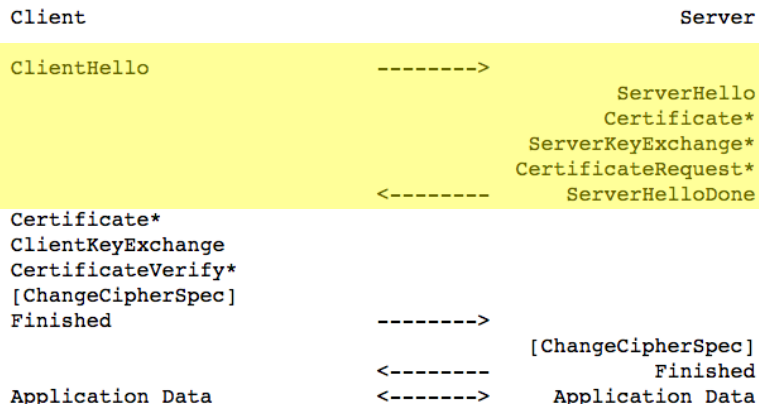 Client Server
ClientHello -------->
ServerHello
Certificate*
ServerKeyExchange*
CertificateRequest*
<-------- ServerHelloDone
Certificate*
ClientKeyExchange
CertificateVerify*
[ChangeCipherSpec]
Finished -------->
[ChangeCipherSpec]
<-------- Finished
Application Data <-------> Application Data